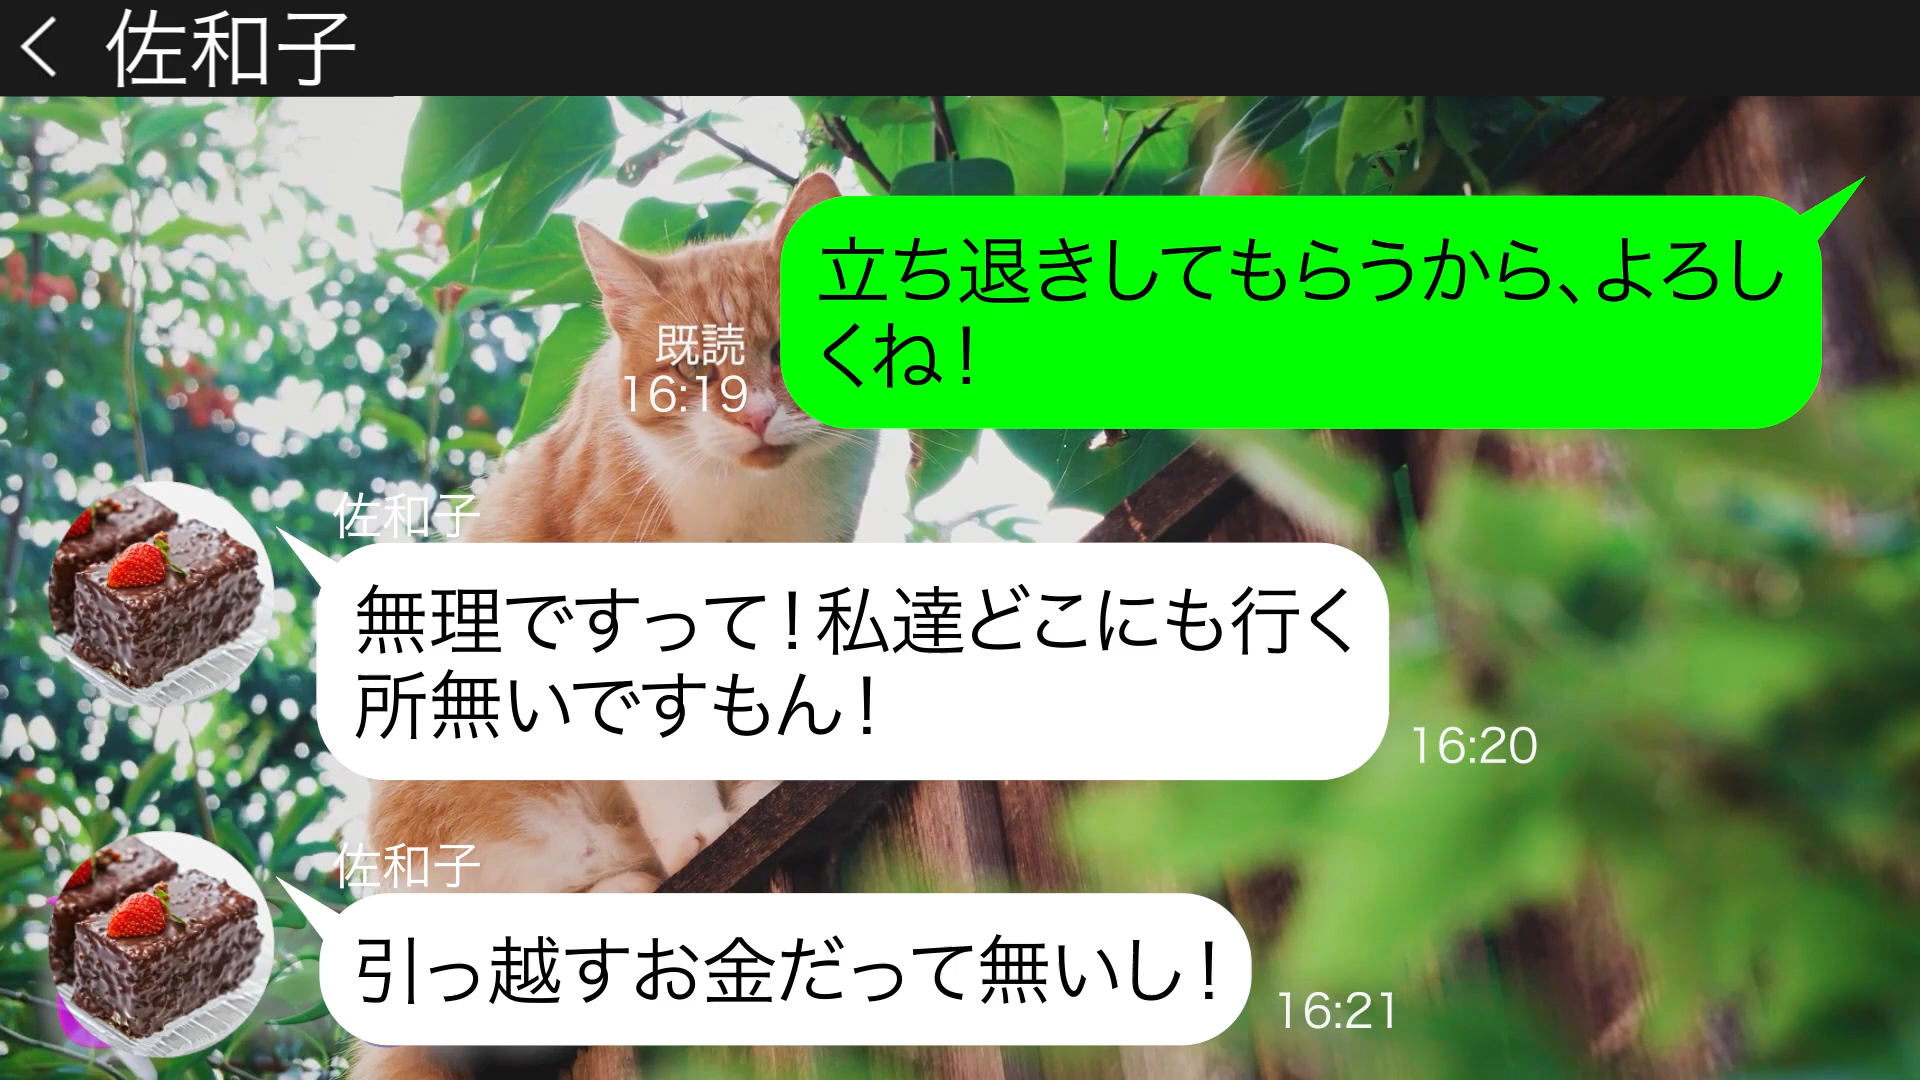 佐和子
立ち退きしてもらうから、よろし
くね！
既読
16:19
佐和子
無理ですって！私達どこにも行く
所無いですもん！
16:20
佐和子
引っ越すお金だって無いし！
16:21